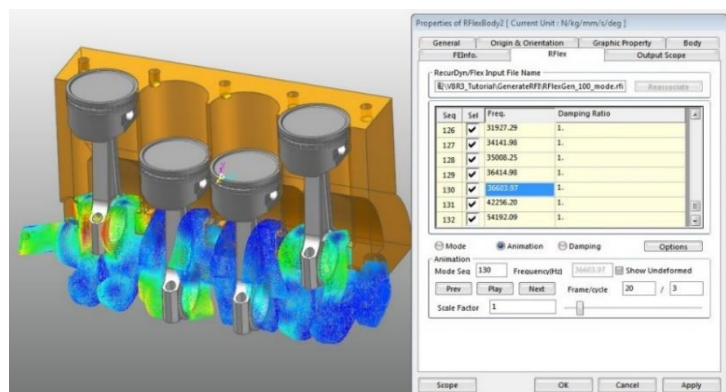 Properties of RFlexBody2 [ Current Unit : N/kg/mm/s/deg ]
General Origin & Orientation Graphic Property Body
FEInfo. RFlex Output Scope
RecurDyn/Flex Input File Name
E:\V8R3_Tutorial\GenerateRFI\RFlexGen_100_mode.rfi Reassociate
Seq Sel Freq. Damping Ratio
126 31927.29 1.
127 34141.98 1.
128 35008.25 1.
129 36414.98 1.
130 36603.97 1.
131 42256.20 1.
132 54192.09 1.
Mode Animation Damping Options
Animation
Mode Seq 130 Frequency(Hz) 36603.97 Show Undeformed
Prev Play Next Frame/cycle 20 / 3
Scale Factor 1
Scope OK Cancel Apply